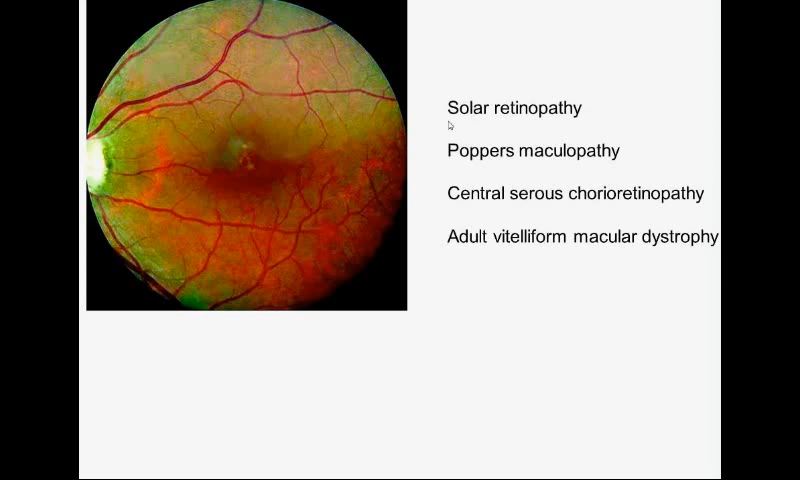 Solar retinopathy
Poppers maculopathy
Central serous chorioretinopathy
Adult vitelliform macular dystrophy